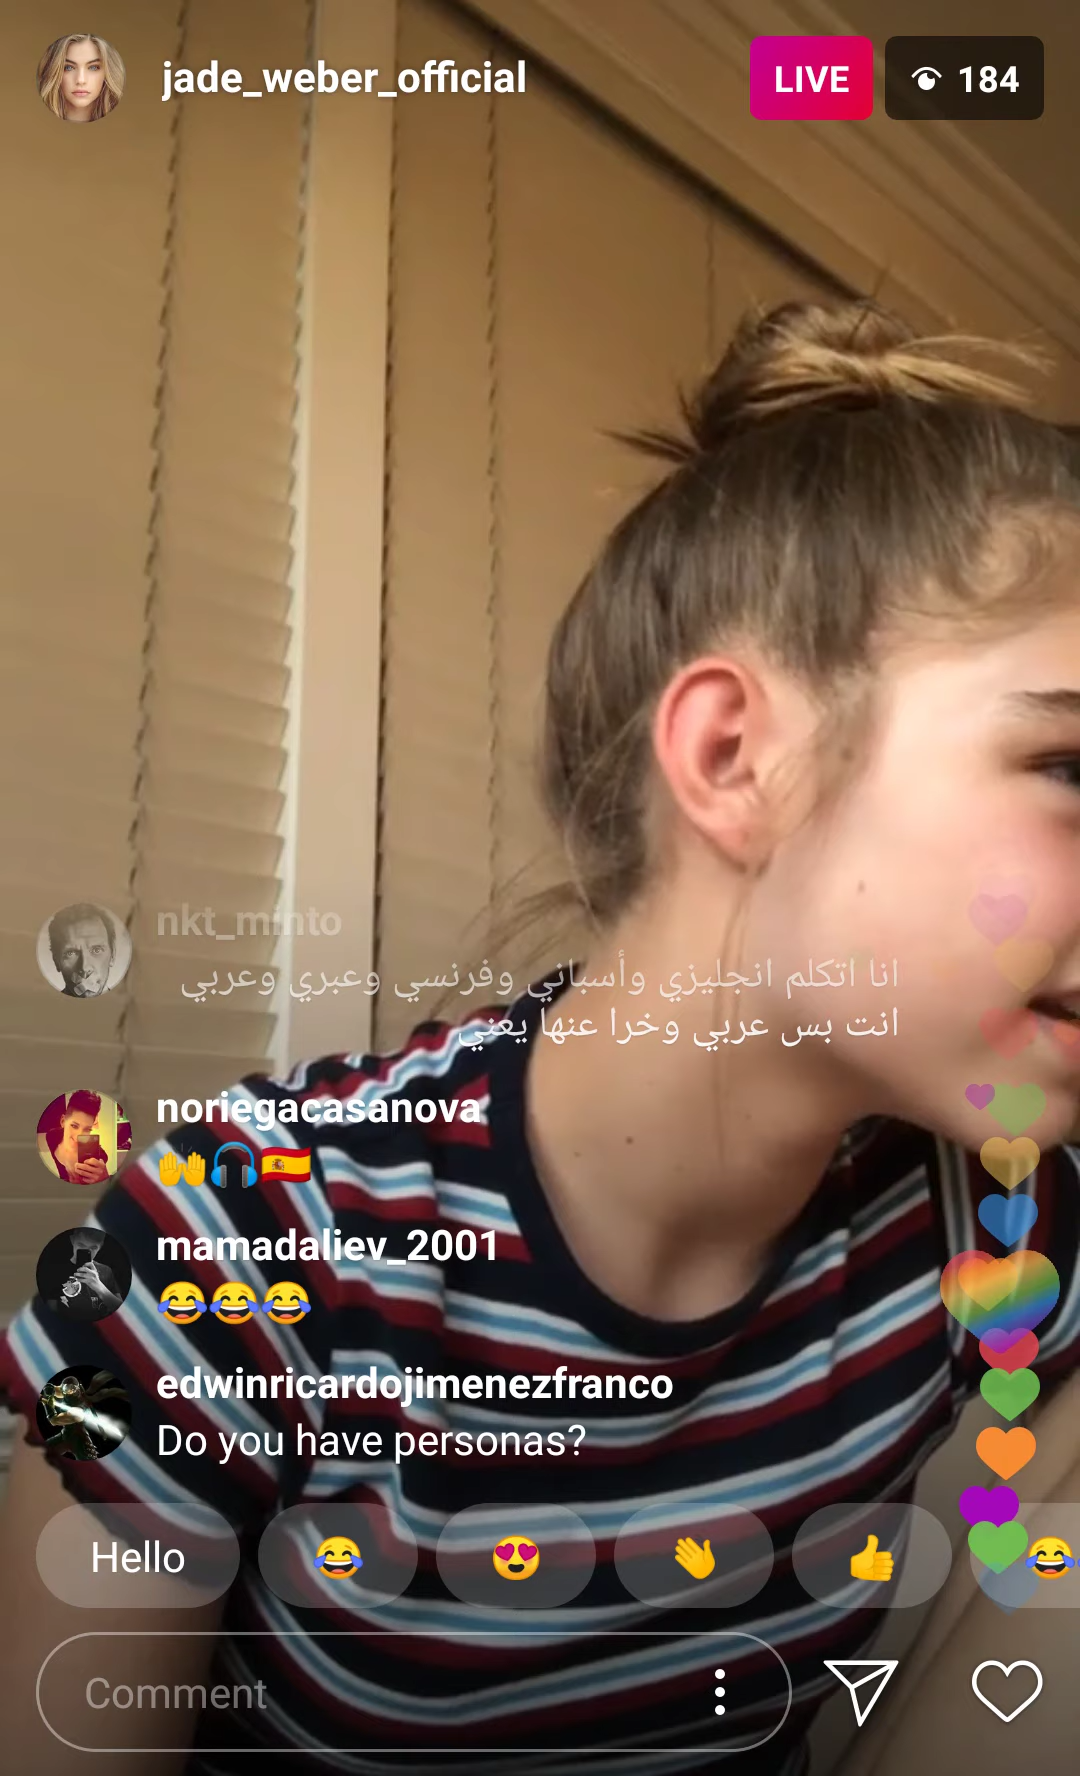 jade_weber_official
LIVE
184
nkt_minto
انا اتكلم انجليزي وأسباني وفرنسي وعبري وعربي
انت بس عربي وخرا عنها يعني
noriegacasanova
🙌🎧🇪🇸
mamadaliev_2001
😂😂😂
edwinricardojimenezfranco
Do you have personas?
Hello 😂 😍 👋 👍 😂
Comment